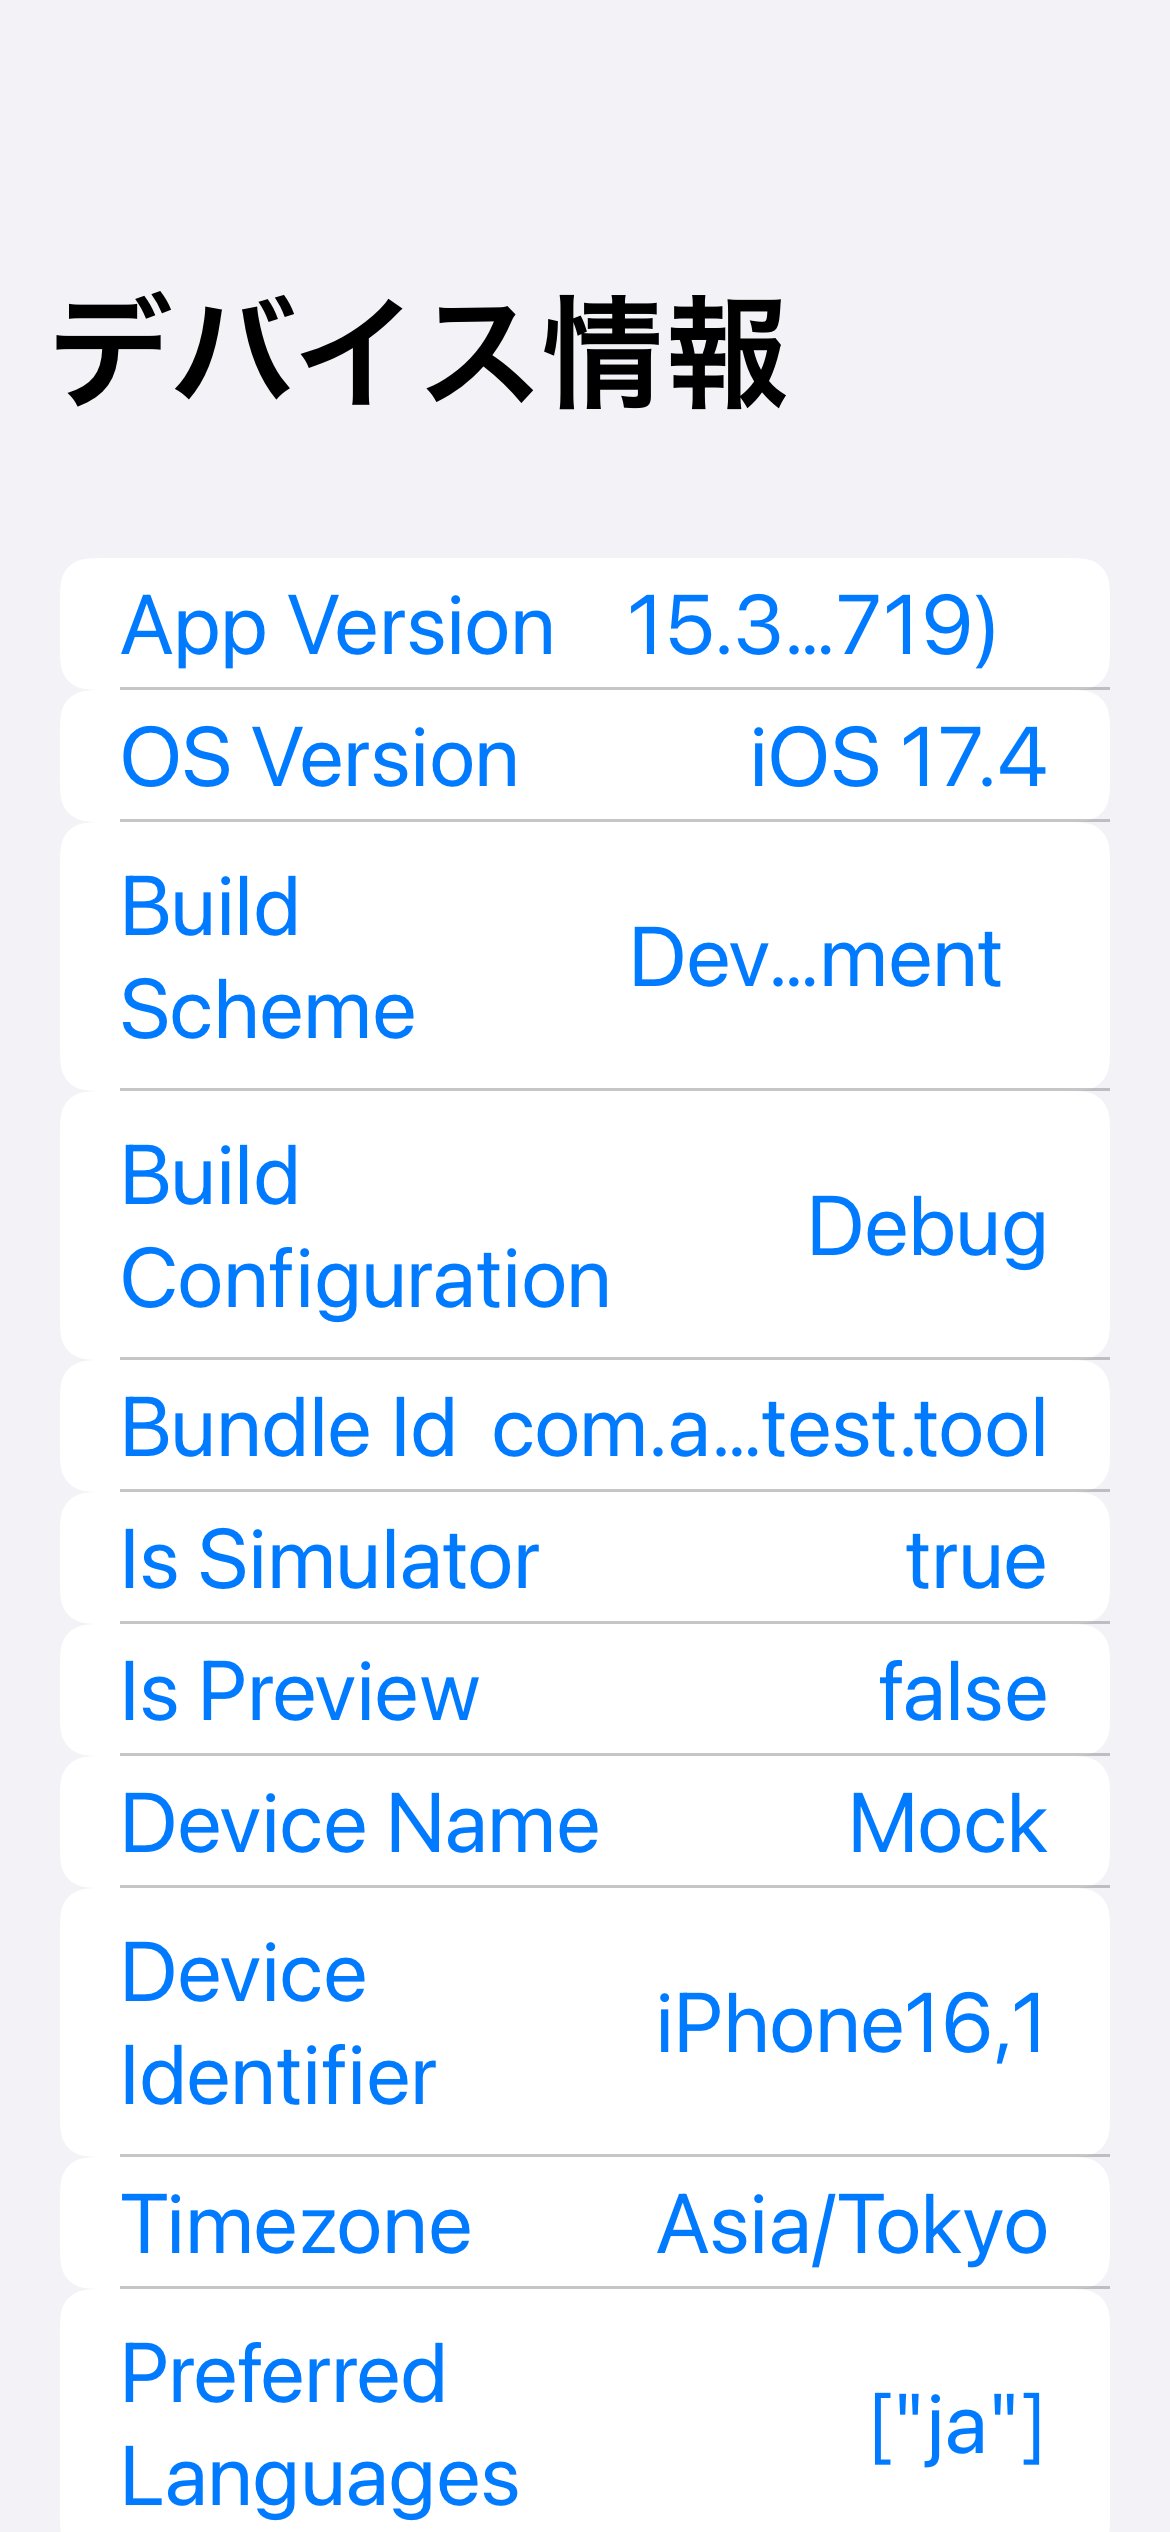 デバイス情報
App Version 15.3...719)
OS Version iOS 17.4
Build
Scheme
Dev...ment
Build
Configuration
Debug
Bundle Id com.a...test.tool
Is Simulator true
Is Preview false
Device Name Mock
Device
Identifier
iPhone16,1
Timezone Asia/Tokyo
Preferred
Languages
["ja"]